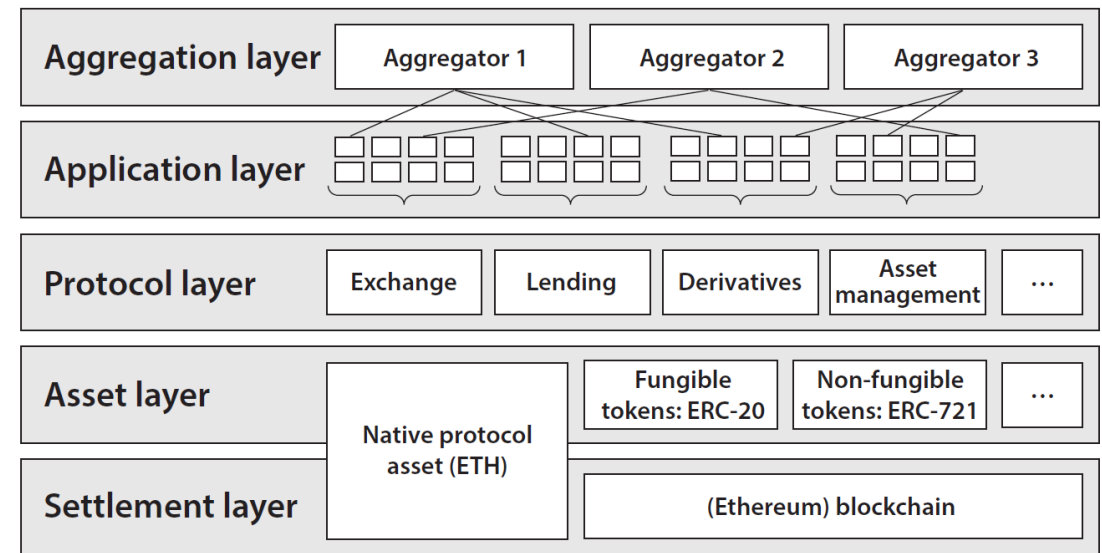 Aggregation layer
Aggregator 1
Aggregator 2
Aggregator 3
Application layer
Protocol layer
Exchange
Lending
Derivatives
Asset
management
...
Asset layer
Native protocol
asset (ETH)
Fungible
tokens: ERC-20
Non-fungible
tokens: ERC-721
...
Settlement layer
(Ethereum) blockchain